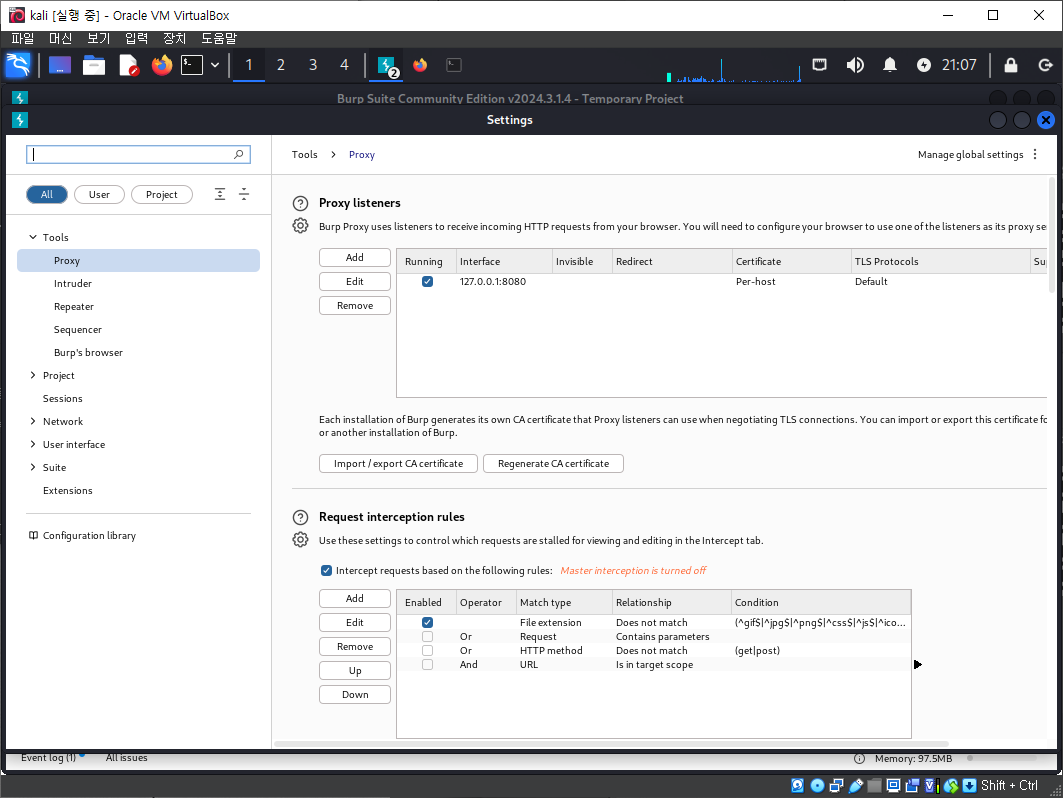 kali [실행 중] - Oracle VM VirtualBox
파일 머신 보기 입력 장치 도움말
1 2 3 4 2 21:07
Burp Suite Community Edition v2024.3.1.4 - Temporary Project
Settings
Tools > Proxy Manage global settings
All User Project
Tools
Proxy
Intruder
Repeater
Sequencer
Burp's browser
Project
Sessions
Network
User interface
Suite
Extensions
Configuration library
Proxy listeners
Burp Proxy uses listeners to receive incoming HTTP requests from your browser. You will need to configure your browser to use one of the listeners as its proxy se
Add
Edit
Remove
Running Interface Invisible Redirect Certificate TLS Protocols Su
127.0.0.1:8080 Per-host Default
Each installation of Burp generates its own CA certificate that Proxy listeners can use when negotiating TLS connections. You can import or export this certificate fo
or another installation of Burp.
Import / export CA certificate Regenerate CA certificate
Request interception rules
Use these settings to control which requests are stalled for viewing and editing in the Intercept tab.
Intercept requests based on the following rules: Master interception is turned off
Add
Edit
Remove
Up
Down
Enabled Operator Match type Relationship Condition
File extension Does not match (^gif$|^jpg$|^png$|^css$|^js$|^ico...
Or Request Contains parameters
Or HTTP method Does not match (get|post)
And URL Is in target scope
Event log (1) All issues Memory: 97.5MB
Shift + Ctrl